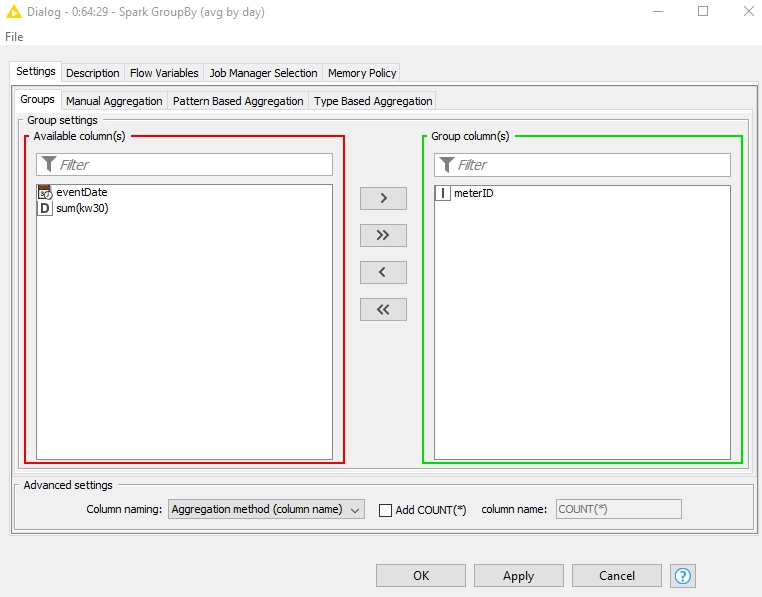 Dialog - 0:64:29 - Spark GroupBy (avg by day)
File
Settings Description Flow Variables Job Manager Selection Memory Policy
Groups Manual Aggregation Pattern Based Aggregation Type Based Aggregation
Group settings
Available column(s)
Filter
eventDate
D sum(kw30)
>
>>
<
<<
Group column(s)
Filter
I meterID
Advanced settings
Column naming: Aggregation method (column name) Add COUNT(*) column name: COUNT(*)
OK Apply Cancel ?